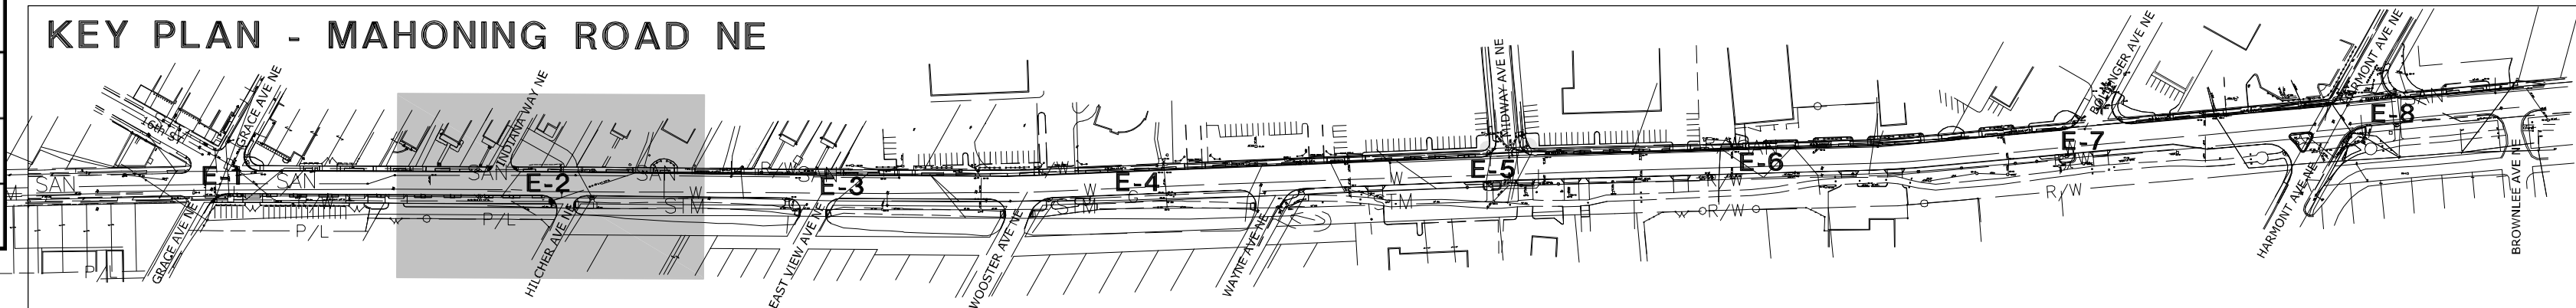 KEY PLAN - MAHONING ROAD NE
16th S
GRACE AVE NE
INDIANA WAY NE
MIDWAY AVE NE
BOLLINGER AVE NE
HARMONT AVE NE
SAN
E-1
SAN
SAN
E-2
SAN
R/W
E-3
W
E-4
W
E-5
E-6
E-7
E-8
STM
STM
G
STM
R/W
R/W
R/W
P/L
P/L
P/L
GRACE AVE NE
HILCHER AVE NE
EAST VIEW AVE NE
WOOSTER AVE NE
WAYNE AVE NE
HARMONT AVE NE
BROWNLEE AVE NE